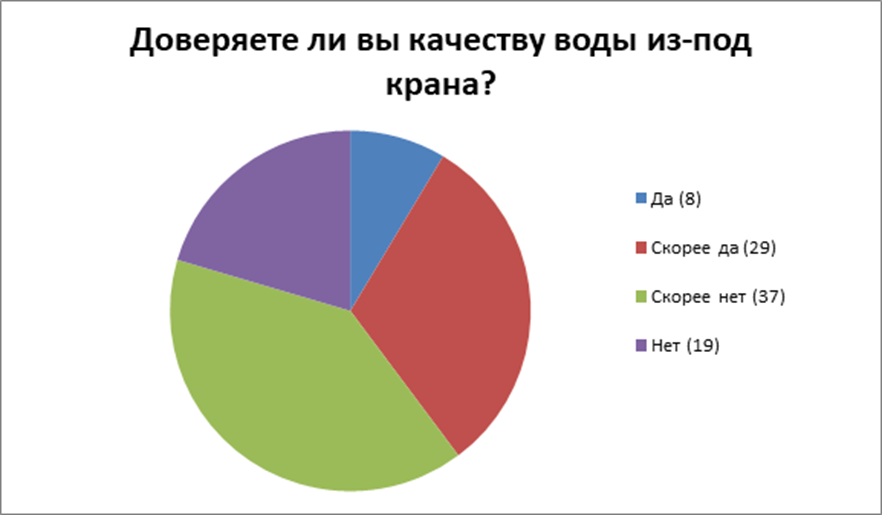 Доверяете ли вы качеству воды из-под
крана?
Да (8)
Скорее да (29)
Скорее нет (37)
Нет (19)